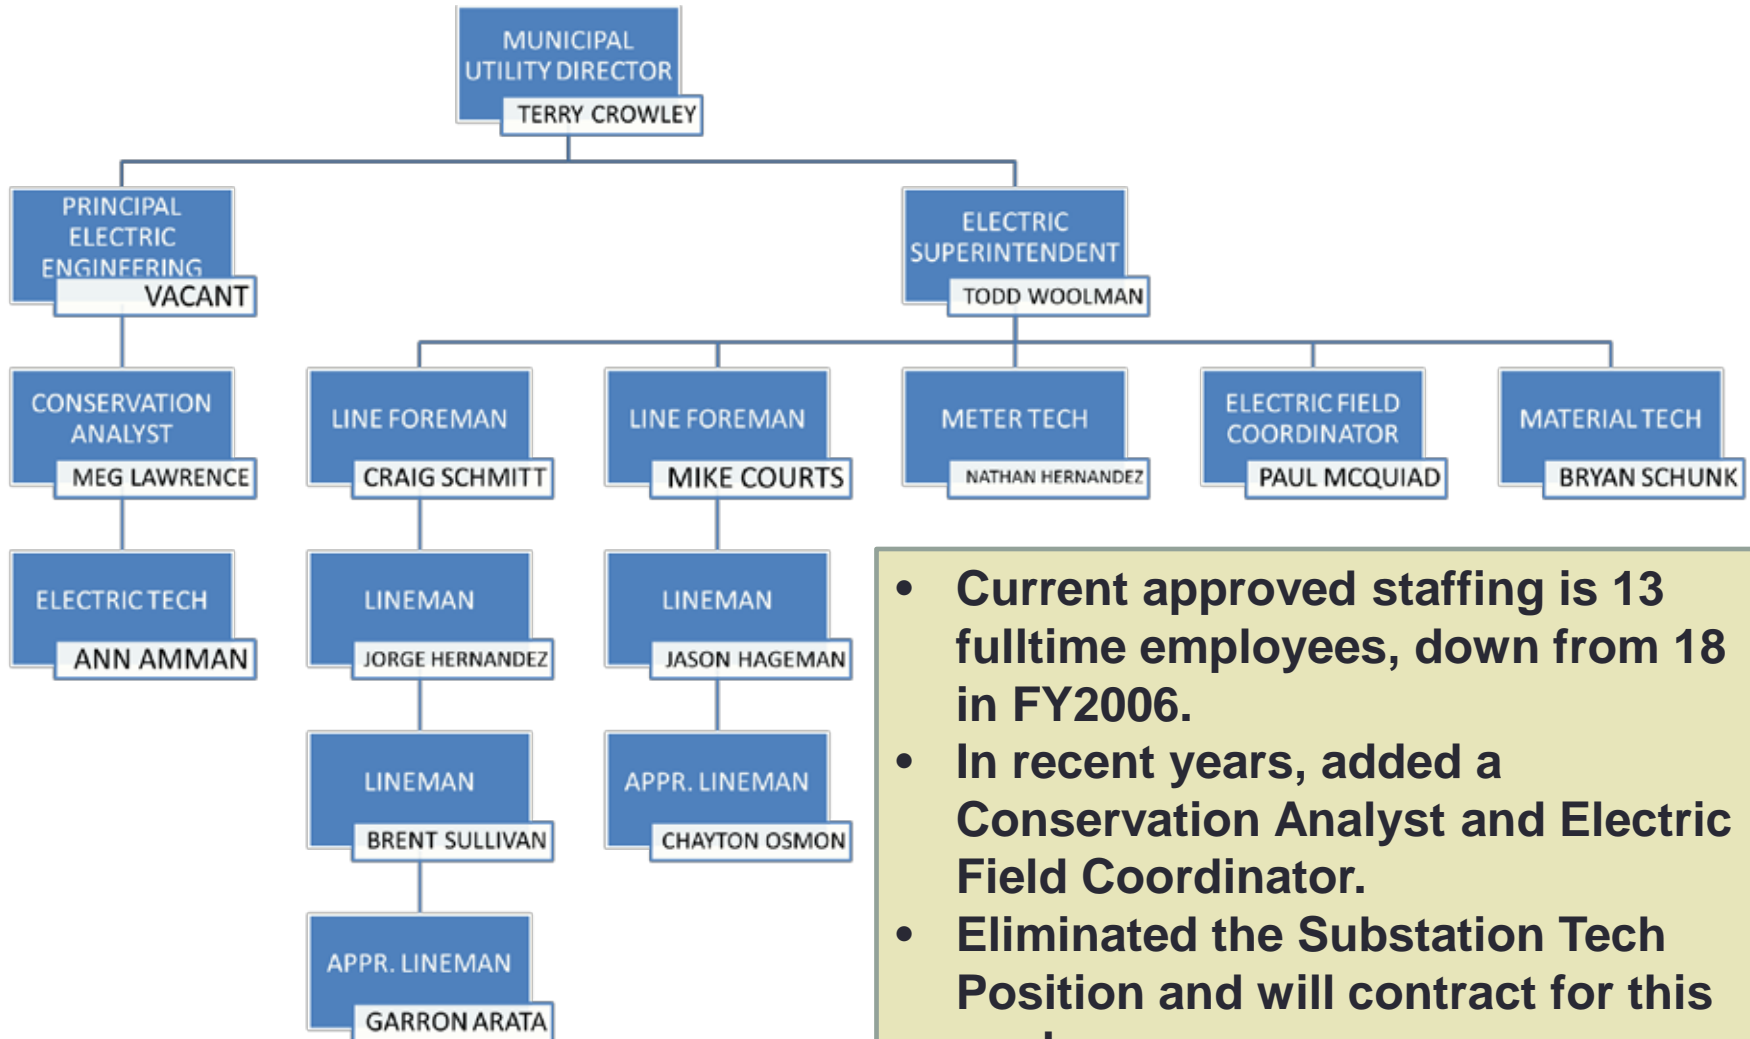 MUNICIPAL
UTILITY DIRECTOR
TERRY CROWLEY
PRINCIPAL
ELECTRIC
ENGINEERING
VACANT
ELECTRIC
SUPERINTENDENT
TODD WOOLMAN
CONSERVATION
ANALYST
MEG LAWRENCE
LINE FOREMAN
CRAIG SCHMITT
LINE FOREMAN
MIKE COURTS
METER TECH
NATHAN HERNANDEZ
ELECTRIC FIELD
COORDINATOR
PAUL MCQUIAD
MATERIAL TECH
BRYAN SCHUNK
ELECTRIC TECH
ANN AMMAN
LINEMAN
JORGE HERNANDEZ
LINEMAN
JASON HAGEMAN
LINEMAN
BRENT SULLIVAN
APPR. LINEMAN
CHAYTON OSMON
APPR. LINEMAN
GARRON ARATA
• Current approved staffing is 13
fulltime employees, down from 18
in FY2006.
• In recent years, added a
Conservation Analyst and Electric
Field Coordinator.
• Eliminated the Substation Tech
Position and will contract for this